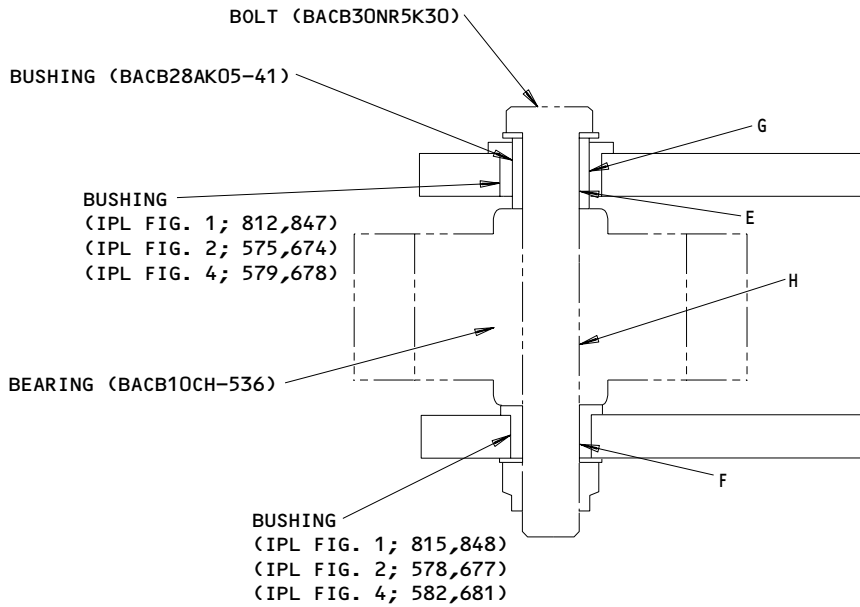 BOLT (BACB30NR5K30)
BUSHING (BACB28AK05-41)
G
BUSHING
(IPL FIG. 1; 812,847)
(IPL FIG. 2; 575,674)
(IPL FIG. 4; 579,678)
E
H
BEARING (BACB10CH-536)
F
BUSHING
(IPL FIG. 1; 815,848)
(IPL FIG. 2; 578,677)
(IPL FIG. 4; 582,681)